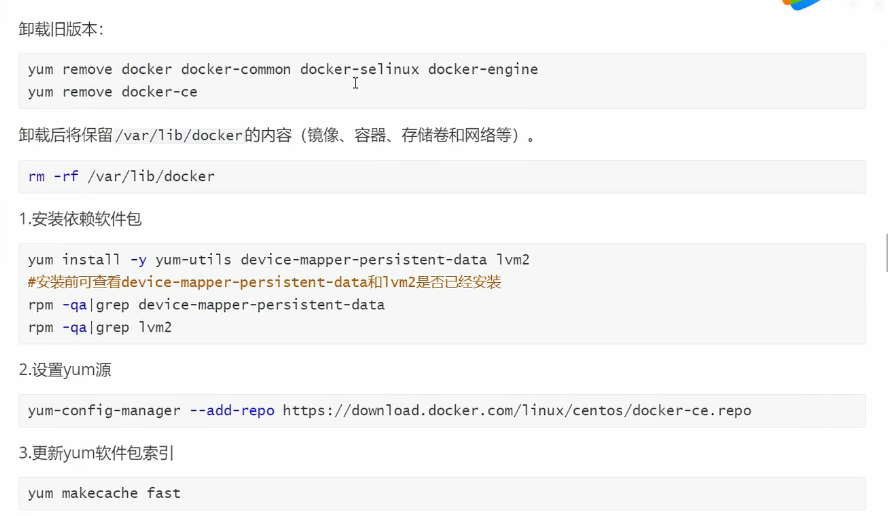 卸载旧版本：
yum remove docker docker-common docker-selinux docker-engine
yum remove docker-ce
卸载后将保留/var/lib/docker的内容（镜像、容器、存储卷和网络等）。
rm -rf /var/lib/docker
1.安装依赖软件包
yum install -y yum-utils device-mapper-persistent-data lvm2
#安装前可查看device-mapper-persistent-data和lvm2是否已经安装
rpm -qa|grep device-mapper-persistent-data
rpm -qa|grep lvm2
2.设置yum源
yum-config-manager --add-repo https://download.docker.com/linux/centos/docker-ce.repo
3.更新yum软件包索引
yum makecache fast